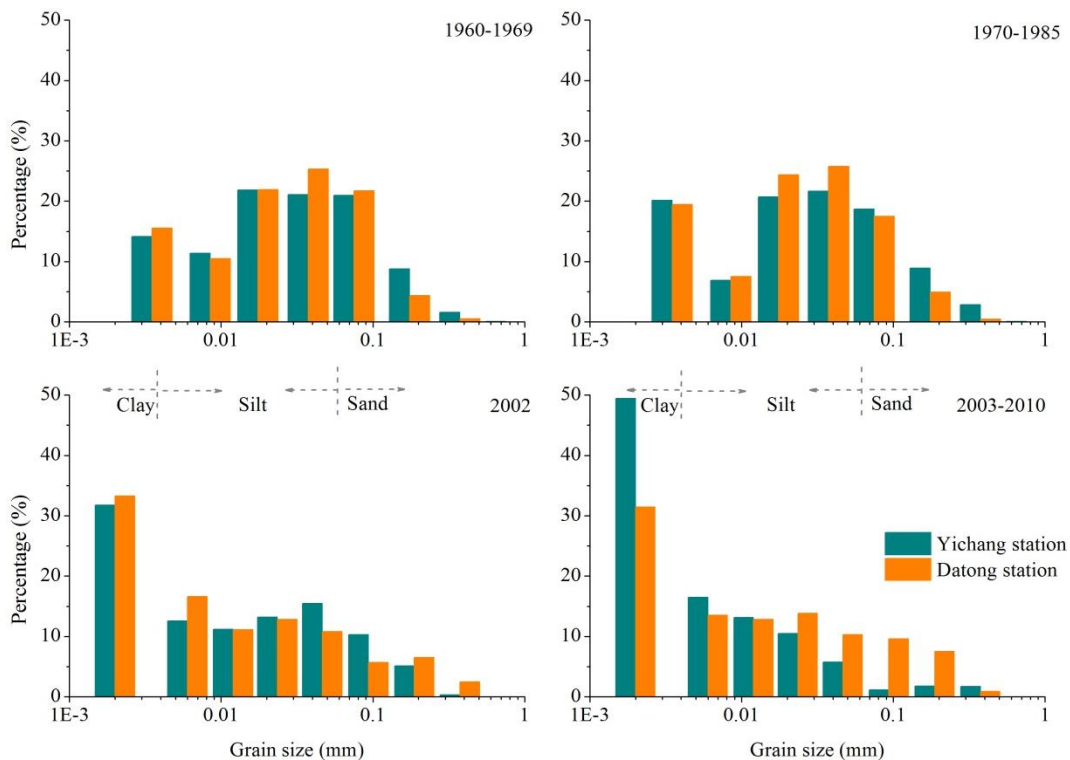 50
40
30
20
10
0
Percentage (%)
1960-1969
1E-3
0.01
0.1
1
50
40
30
20
10
0
Percentage (%)
1970-1985
1E-3
0.01
0.1
1
Clay
Silt
Sand
50
40
30
20
10
0
Percentage (%)
2002
1E-3
0.01
0.1
1
Grain size (mm)
Clay
Silt
Sand
50
40
30
20
10
0
Percentage (%)
2003-2010
Yichang station
Datong station
1E-3
0.01
0.1
1
Grain size (mm)